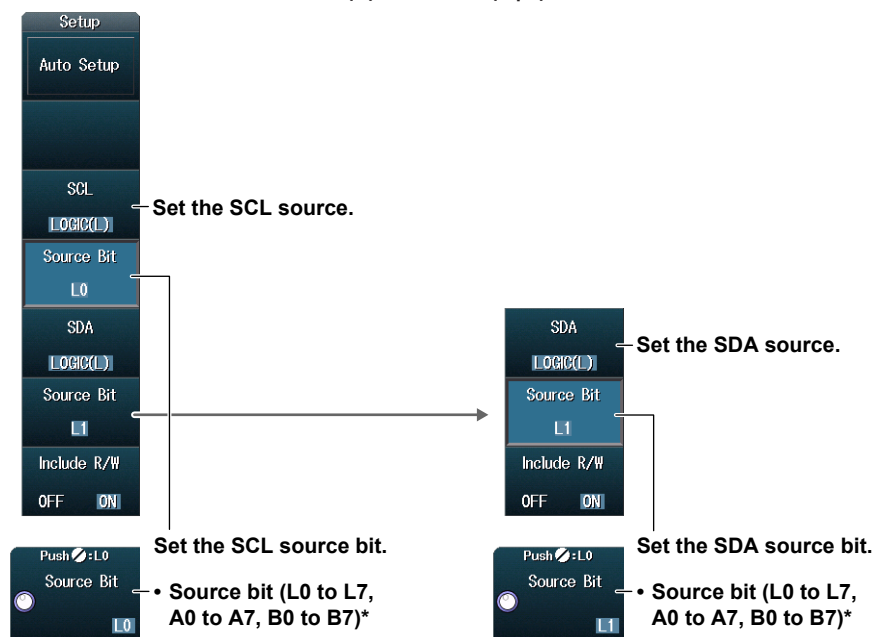 Setup
Auto Setup
SCL
LOGIC(L)
Set the SCL source.
Source Bit
L0
SDA
LOGIC(L)
Source Bit
L1
Include R/W
OFF ON
Set the SCL source bit.
Push :L0
Source Bit
L0
• Source bit (L0 to L7,
A0 to A7, B0 to B7)*
SDA
LOGIC(L)
Set the SDA source.
Source Bit
L1
Include R/W
OFF ON
Set the SDA source bit.
Push :L0
Source Bit
L1
• Source bit (L0 to L7,
A0 to A7, B0 to B7)*